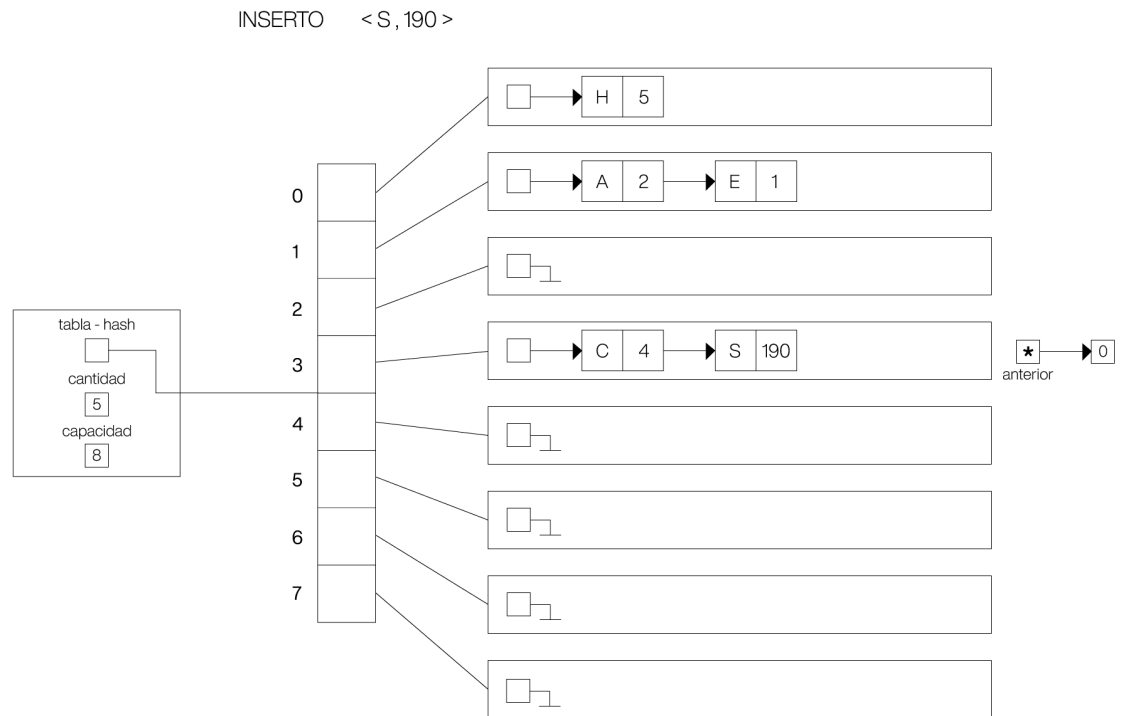 INSERTO < S , 190 >
H 5
0
A 2 E 1
1
2
tabla - hash
C 4 S 190
* 0
3
anterior
cantidad
5
4
capacidad
8
5
6
7